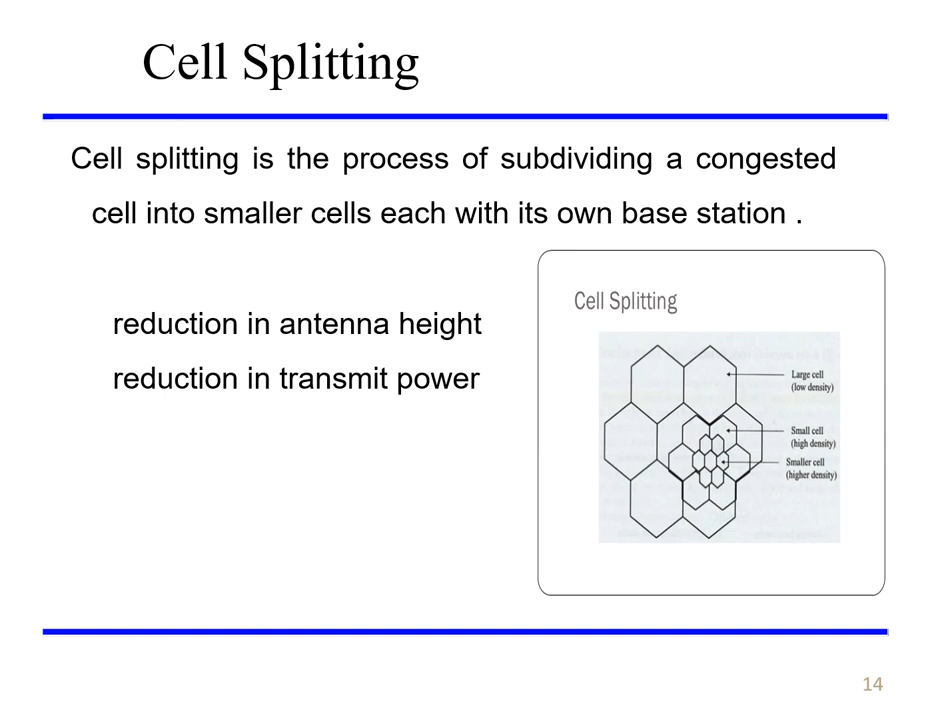 Cell Splitting
Cell splitting is the process of subdividing a congested
cell into smaller cells each with its own base station .
reduction in antenna height
reduction in transmit power
Cell Splitting
Large cell
(low density)
Small cell
(high density)
Smaller cell
(higher density)
14